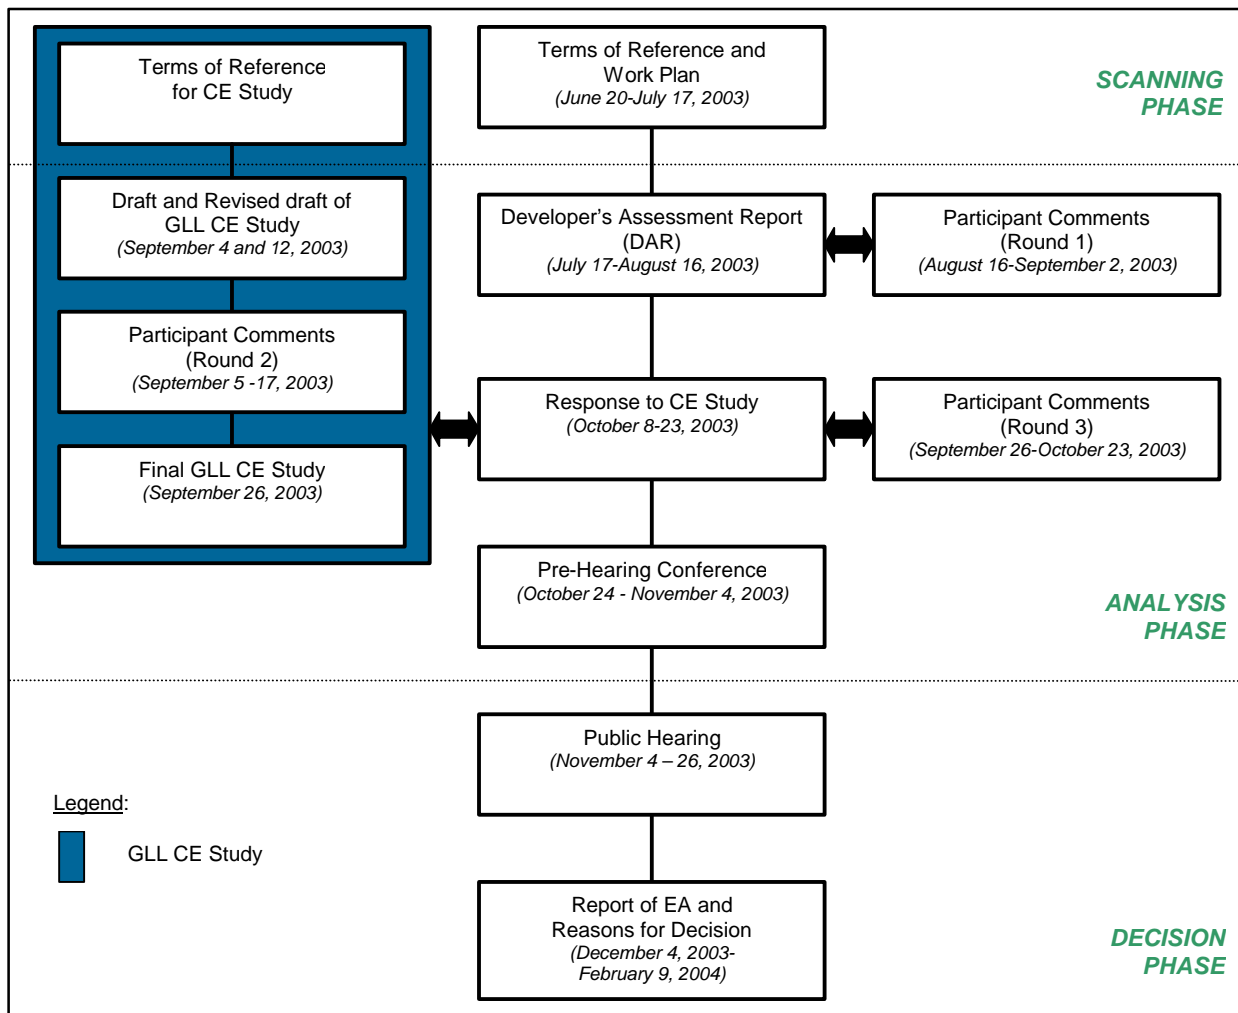 Terms of Reference
for CE Study
Terms of Reference and
Work Plan
(June 20-July 17, 2003)
SCANNING
PHASE
Draft and Revised draft of
GLL CE Study
(September 4 and 12, 2003)
Developer's Assessment Report
(DAR)
(July 17-August 16, 2003)
Participant Comments
(Round 1)
(August 16-September 2, 2003)
Participant Comments
(Round 2)
(September 5 -17, 2003)
Response to CE Study
(October 8-23, 2003)
Participant Comments
(Round 3)
(September 26-October 23, 2003)
Final GLL CE Study
(September 26, 2003)
Pre-Hearing Conference
(October 24 - November 4, 2003)
ANALYSIS
PHASE
Public Hearing
(November 4 – 26, 2003)
Legend:
GLL CE Study
Report of EA and
Reasons for Decision
(December 4, 2003-
February 9, 2004)
DECISION
PHASE